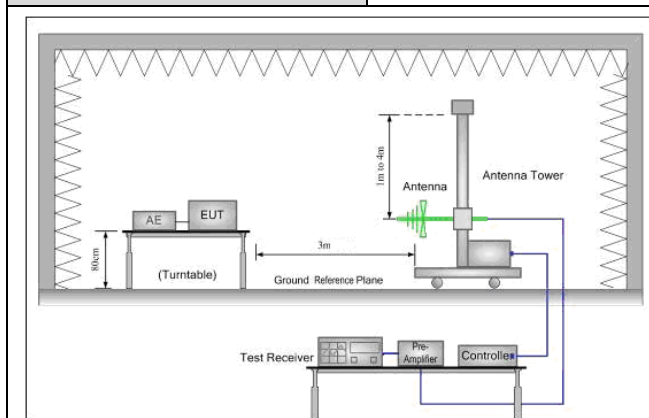 1m to 4m
Antenna
Antenna Tower
AE
EUT
80cm
3m
(Turntable)
Ground Reference Plane
Test Receiver
Pre-
Amplifier
Controller